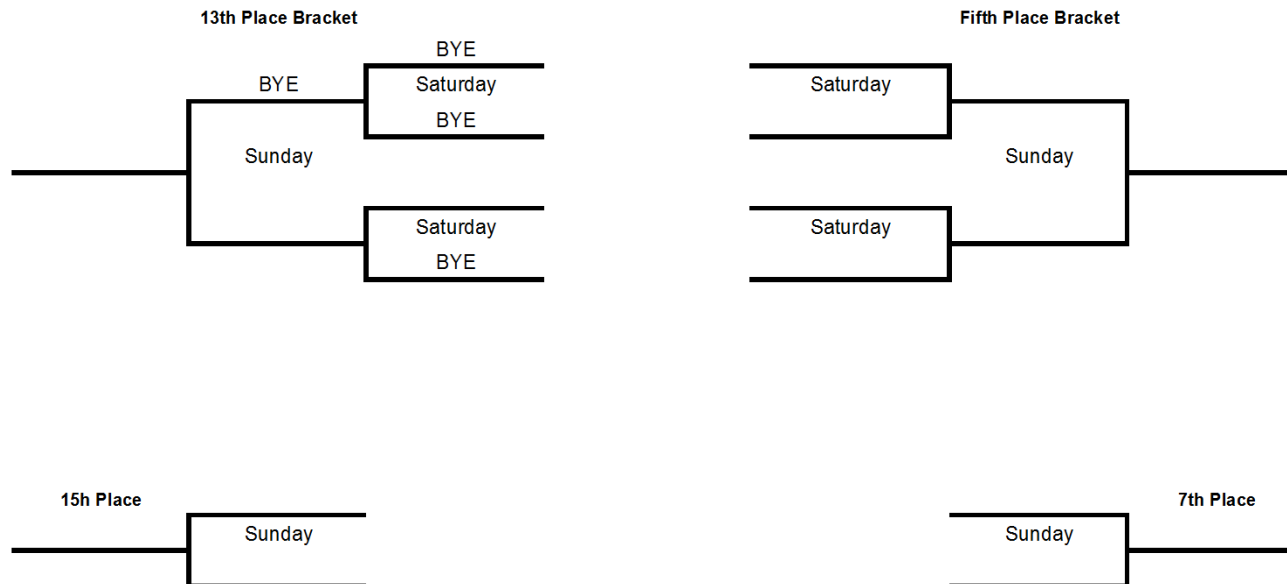 13th Place Bracket
BYE
BYE
Saturday
BYE
Sunday
Saturday
BYE
Fifth Place Bracket
Saturday
Sunday
Saturday
15h Place
Sunday
7th Place
Sunday